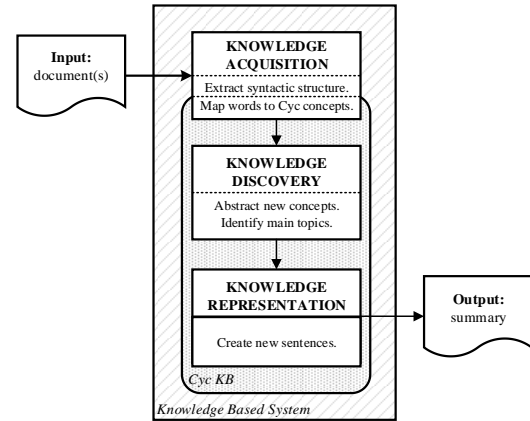 Input:
document(s)
KNOWLEDGE
ACQUISITION
Extract syntactic structure.
Map words to Cyc concepts.
KNOWLEDGE
DISCOVERY
Abstract new concepts.
Identify main topics.
KNOWLEDGE
REPRESENTATION
Create new sentences.
Output:
summary
Cyc KB
Knowledge Based System